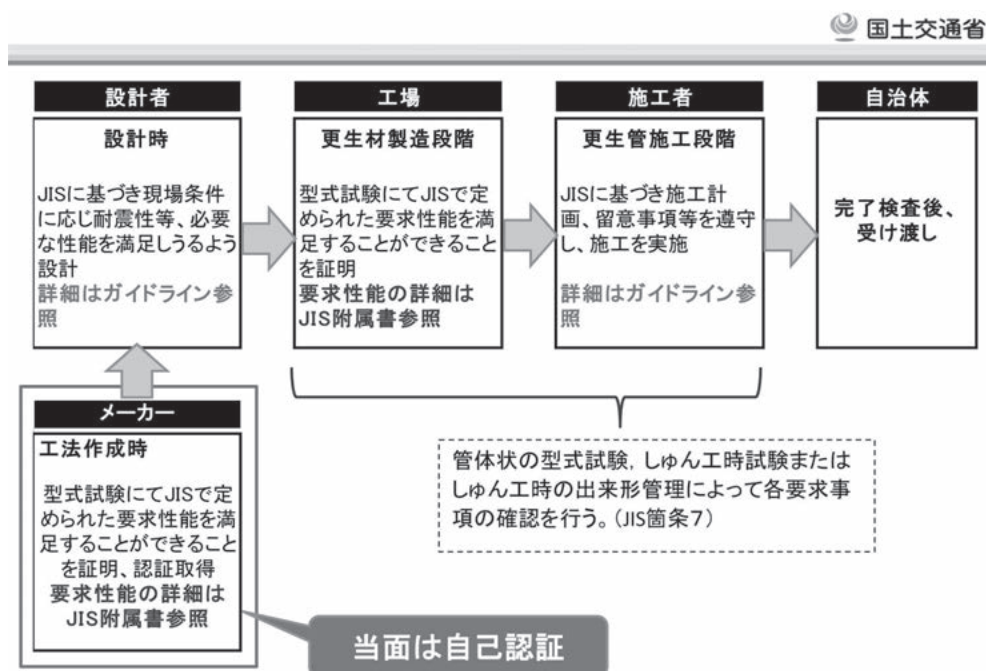 国土交通省
設計者
設計時
JISに基づき現場条件
に応じ耐震性等、必要
な性能を満足しうるよう
設計
詳細はガイドライン参
照
工場
更生材製造段階
型式試験にてJISで定
められた要求性能を満
足することができること
を証明
要求性能の詳細は
JIS附属書参照
施工者
更生管施工段階
JISに基づき施工計
画、留意事項等を遵守
し、施工を実施
詳細はガイドライン参
照
自治体
完了検査後、
受け渡し
メーカー
工法作成時
型式試験にてJISで定
められた要求性能を満
足することができること
を証明、認証取得
要求性能の詳細は
JIS附属書参照
管体状の型式試験, しゅん工時試験または
しゅん工時の出来形管理によって各要求事
項の確認を行う。(JIS箇条7)
当面は自己認証